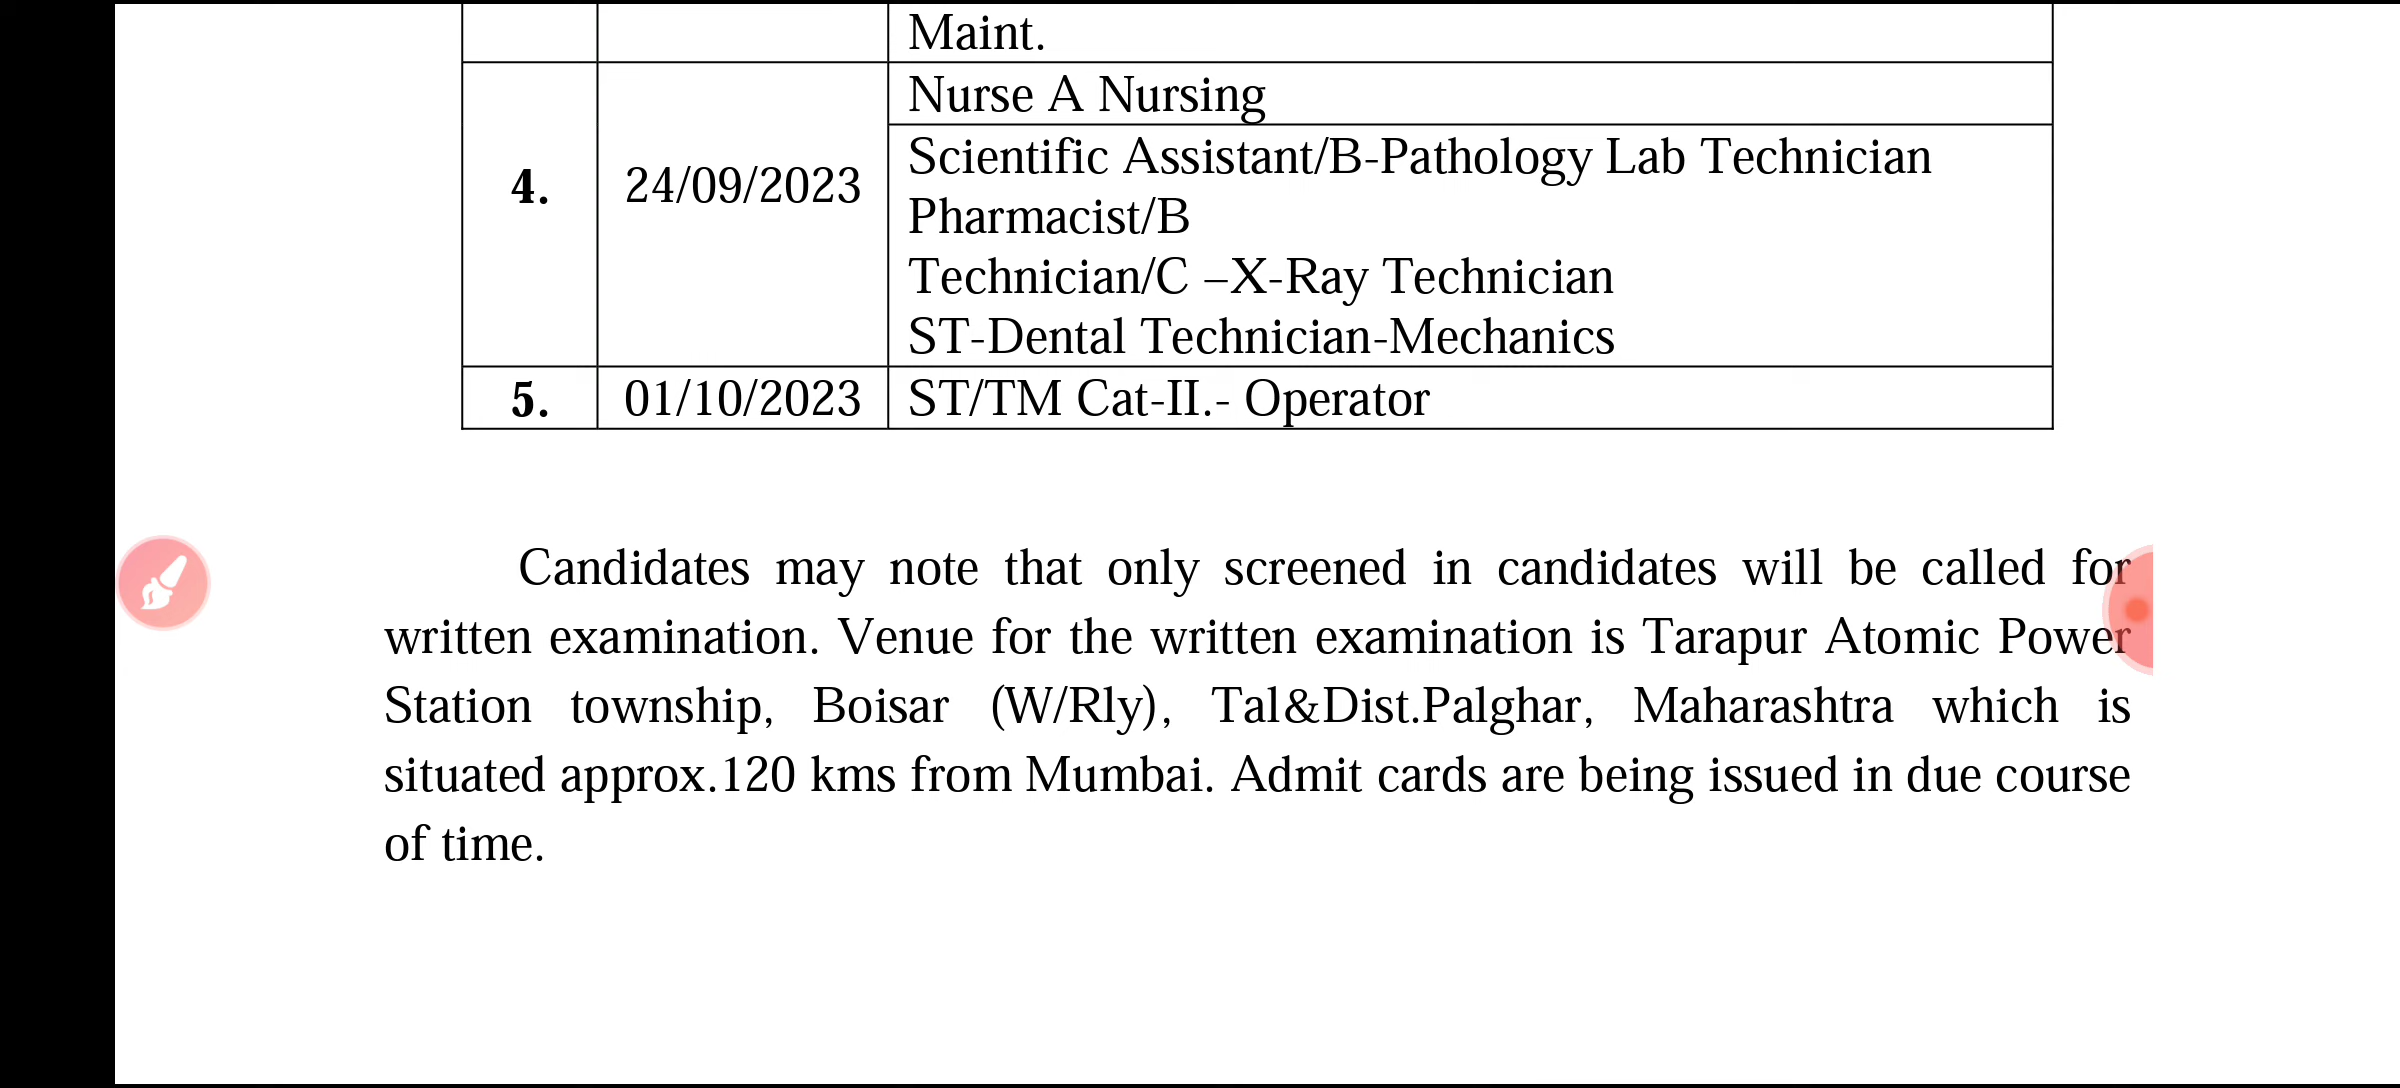 Maint.
Nurse A Nursing
4. 24/09/2023
Scientific Assistant/B-Pathology Lab Technician
Pharmacist/B
Technician/C –X-Ray Technician
ST-Dental Technician-Mechanics
5. 01/10/2023 ST/TM Cat-II.- Operator
Candidates may note that only screened in candidates will be called for
written examination. Venue for the written examination is Tarapur Atomic Power
Station township, Boisar (W/Rly), Tal&Dist.Palghar, Maharashtra which is
situated approx.120 kms from Mumbai. Admit cards are being issued in due course
of time.